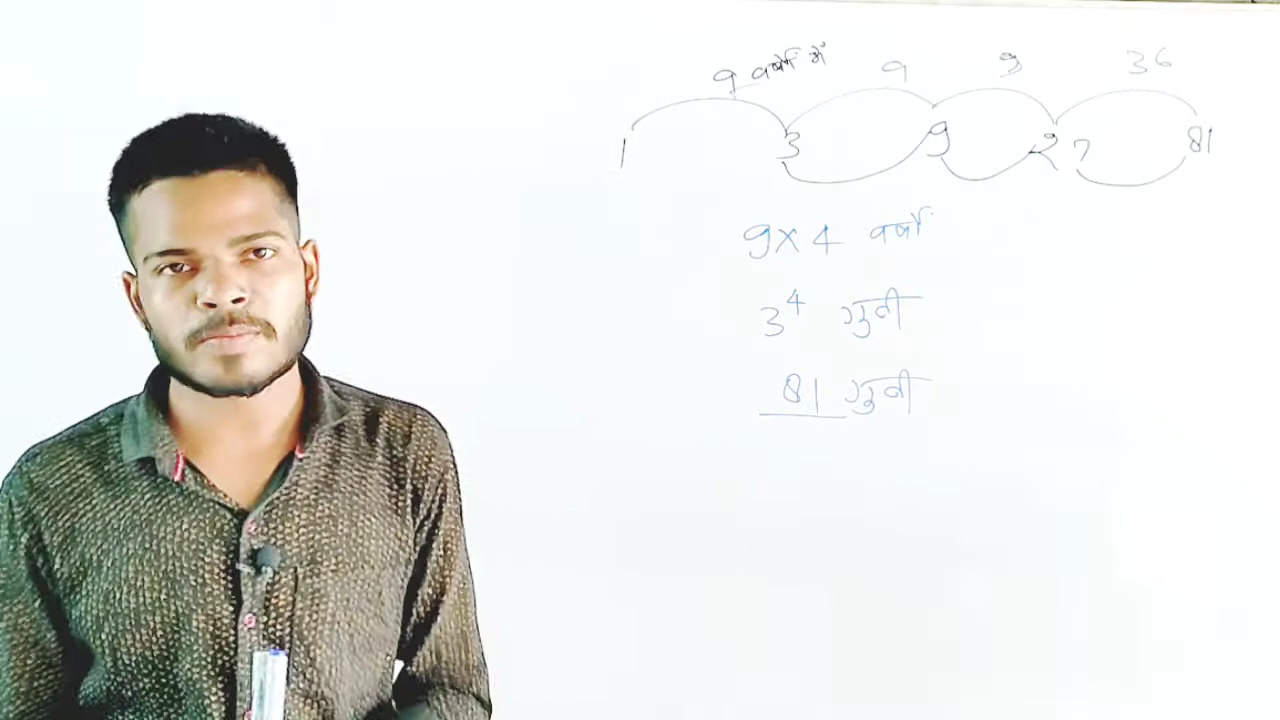 9 वर्षों में 9 9 36
1 3 9 27 81
9 × 4 वर्षों
3⁴ गुनी
81 गुनी